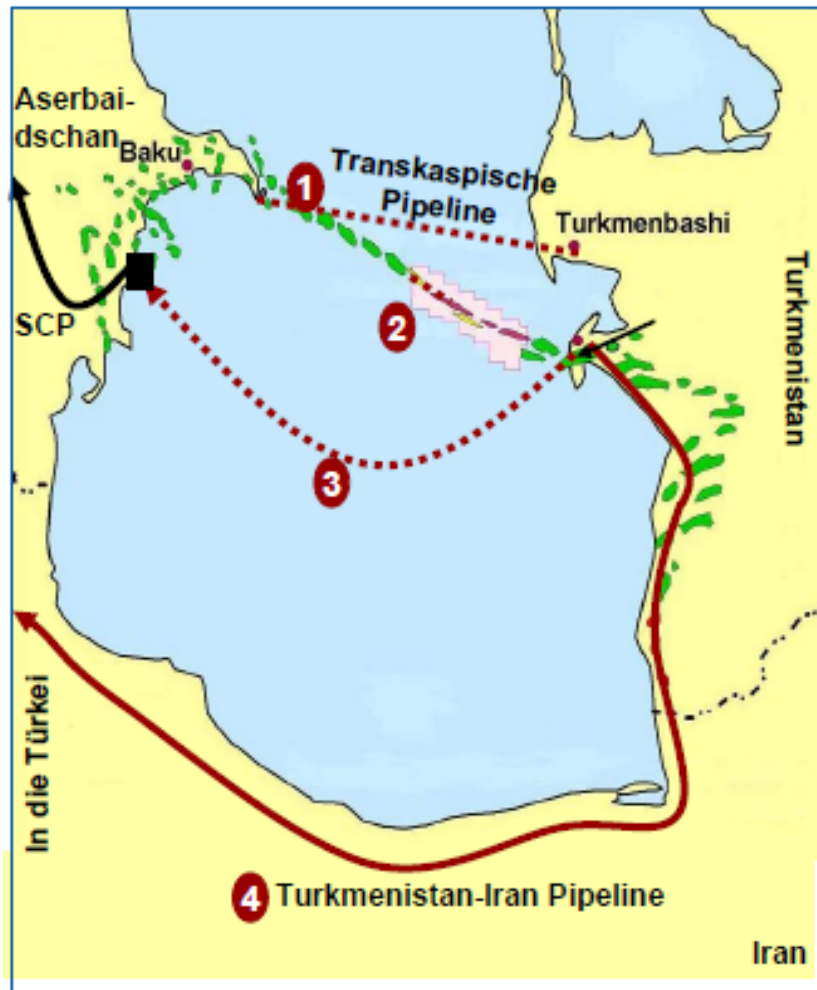 Aserbai-
dschan
Baku
1
Transkaspische
Pipeline
Turkmenbashi
Turkmenistan
SCP
2
3
In die Türkei
4 Turkmenistan-Iran Pipeline
Iran